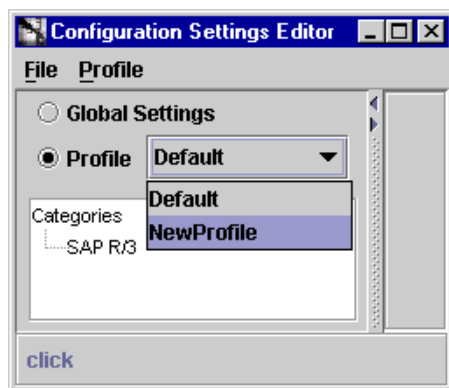 Configuration Settings Editor
File Profile
Global Settings
Profile Default
Default
NewProfile
Categories
SAP R/3
click